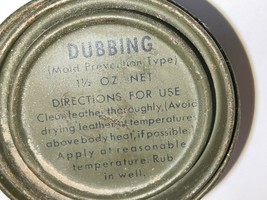 DUBBING
(Mold Prevention Type)
1½ OZ. NET
DIRECTIONS FOR USE
Clean leather thoroughly, (Avoid
drying leather at temperatures
above body heat, if possible.
Apply at reasonable
temperature. Rub
in well.